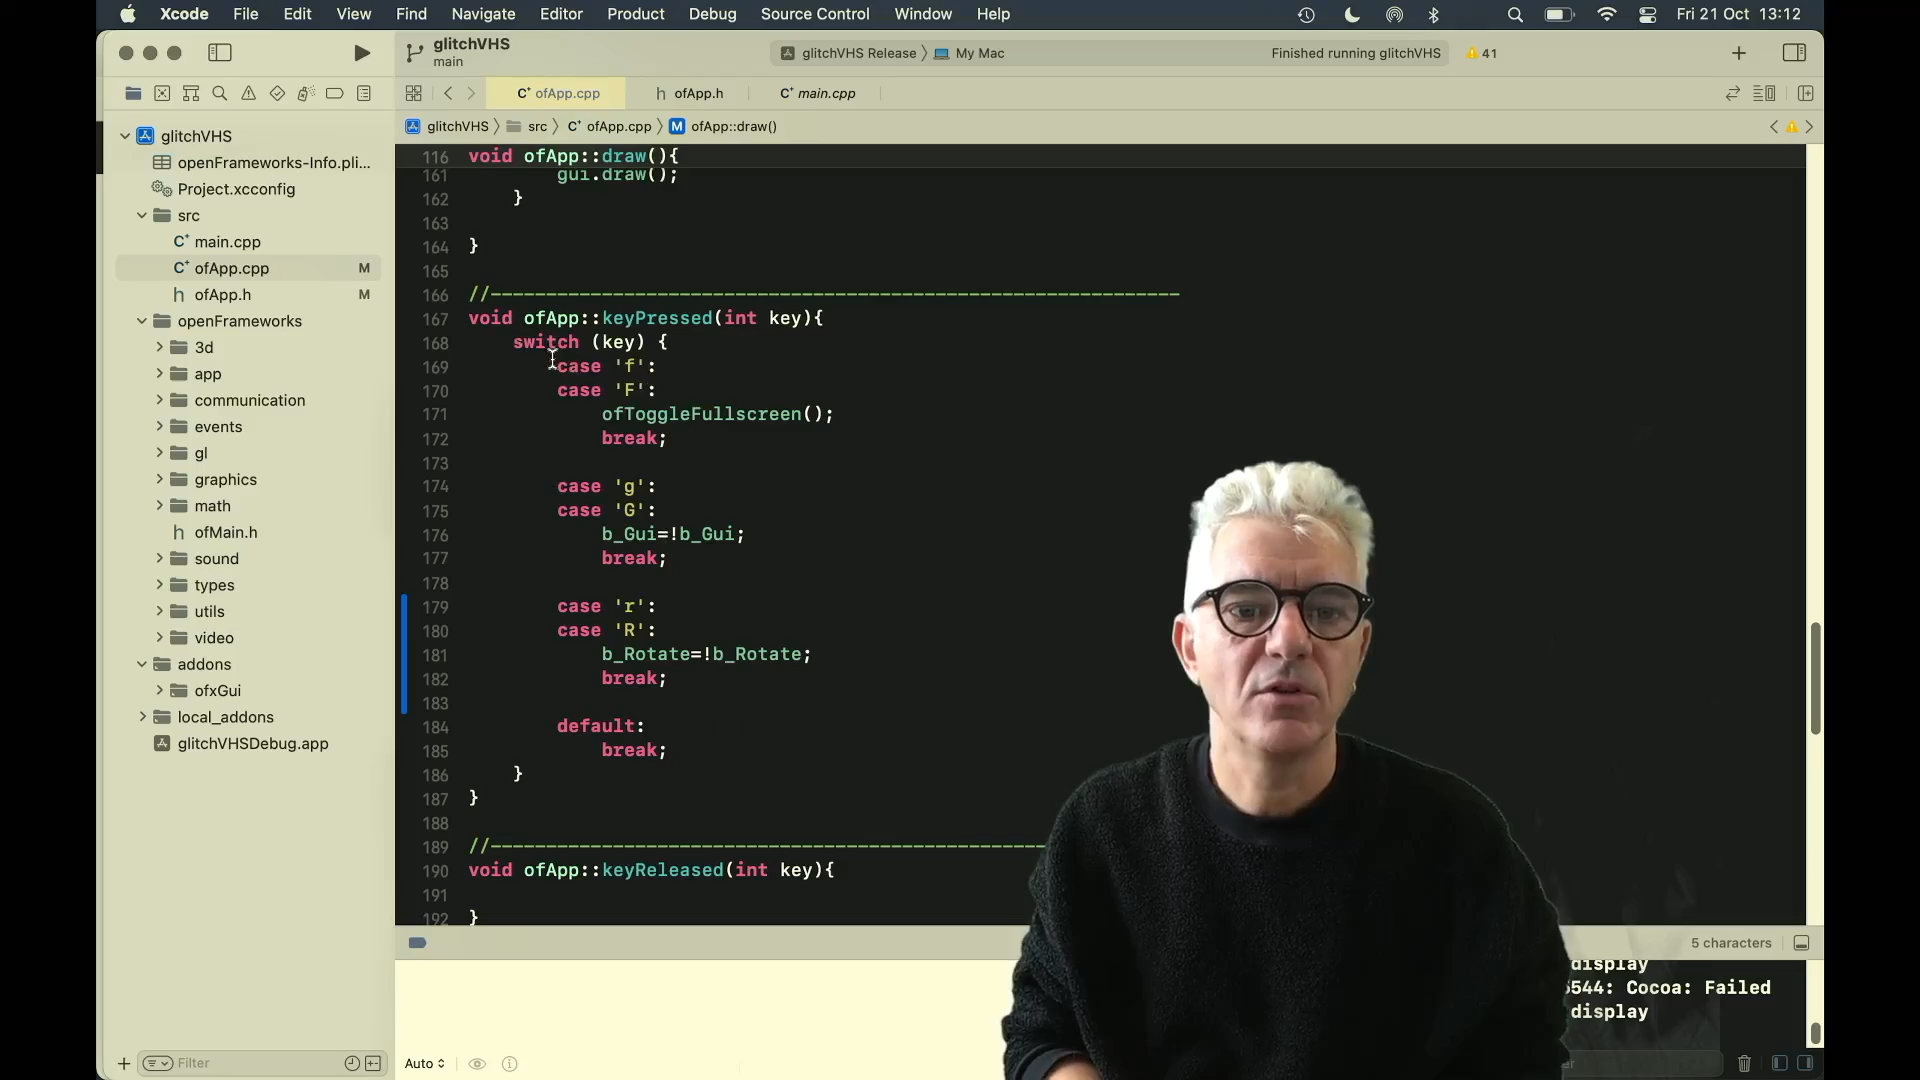 Xcode File Edit View Find Navigate Editor Product Debug Source Control Window Help Fri 21 Oct 13:12
glitchVHS
main
glitchVHS Release 〉 My Mac Finished running glitchVHS 41
ofApp.cpp ofApp.h main.cpp
glitchVHS 〉 src 〉 ofApp.cpp 〉 M ofApp::draw()
glitchVHS
openFrameworks-Info.pli...
Project.xcconfig
src
main.cpp
ofApp.cpp M
ofApp.h M
openFrameworks
3d
app
communication
events
gl
graphics
math
ofMain.h
sound
types
utils
video
addons
ofxGui
local_addons
glitchVHSDebug.app
Filter
116 void ofApp::draw(){
161 gui.draw();
162 }
163
164 }
165
166 //--------------------------------------------------------------
167 void ofApp::keyPressed(int key){
168 switch (key) {
169 case 'f':
170 case 'F':
171 ofToggleFullscreen();
172 break;
173
174 case 'g':
175 case 'G':
176 b_Gui=!b_Gui;
177 break;
178
179 case 'r':
180 case 'R':
181 b_Rotate=!b_Rotate;
182 break;
183
184 default:
185 break;
186 }
187 }
188
189 //--------------------------------------------------
190 void ofApp::keyReleased(int key){
191
192 }
5 characters
display
544: Cocoa: Failed
display
Auto